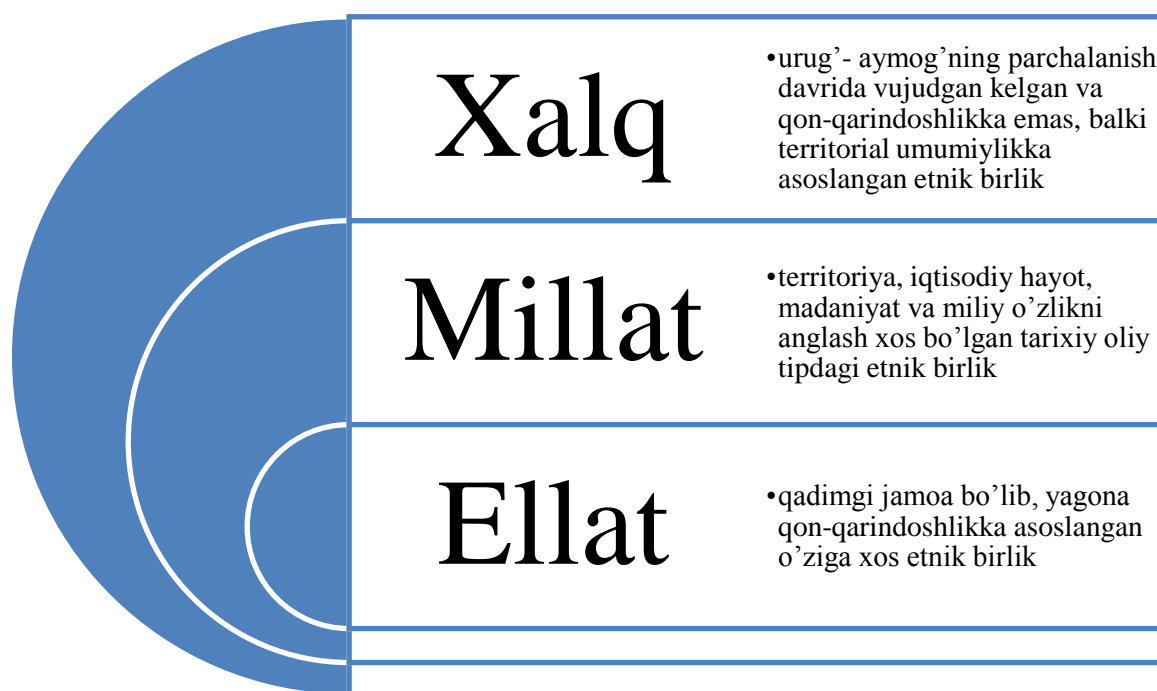 Xalq
•urug’- aymog’ning parchalanish
davrida vujudgan kelgan va
qon-qarindoshlikka emas, balki
territorial umumiylikka
asoslangan etnik birlik
Millat
•territoriya, iqtisodiy hayot,
madaniyat va miliy o’zlikni
anglash xos bo’lgan tarixiy oliy
tipdagi etnik birlik
Ellat
•qadimgi jamoa bo’lib, yagona
qon-qarindoshlikka asoslangan
o’ziga xos etnik birlik